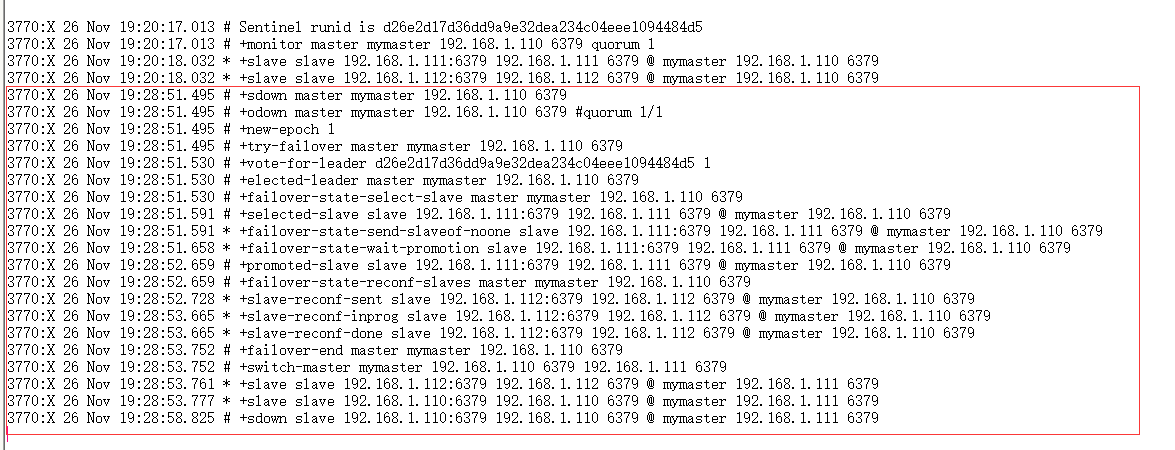 3770:X 26 Nov 19:20:17.013 # Sentinel runid is d26e2d17d36dd9a9e32dea234c04eee1094484d5
3770:X 26 Nov 19:20:17.013 # +monitor master mymaster 192.168.1.110 6379 quorum 1
3770:X 26 Nov 19:20:18.032 * +slave slave 192.168.1.111:6379 192.168.1.111 6379 @ mymaster 192.168.1.110 6379
3770:X 26 Nov 19:20:18.032 * +slave slave 192.168.1.112:6379 192.168.1.112 6379 @ mymaster 192.168.1.110 6379
3770:X 26 Nov 19:28:51.495 # +sdown master mymaster 192.168.1.110 6379
3770:X 26 Nov 19:28:51.495 # +odown master mymaster 192.168.1.110 6379 #quorum 1/1
3770:X 26 Nov 19:28:51.495 # +new-epoch 1
3770:X 26 Nov 19:28:51.495 # +try-failover master mymaster 192.168.1.110 6379
3770:X 26 Nov 19:28:51.530 # +vote-for-leader d26e2d17d36dd9a9e32dea234c04eee1094484d5 1
3770:X 26 Nov 19:28:51.530 # +elected-leader master mymaster 192.168.1.110 6379
3770:X 26 Nov 19:28:51.530 # +failover-state-select-slave master mymaster 192.168.1.110 6379
3770:X 26 Nov 19:28:51.591 # +selected-slave slave 192.168.1.111:6379 192.168.1.111 6379 @ mymaster 192.168.1.110 6379
3770:X 26 Nov 19:28:51.591 * +failover-state-send-slaveof-noone slave 192.168.1.111:6379 192.168.1.111 6379 @ mymaster 192.168.1.110 6379
3770:X 26 Nov 19:28:51.658 * +failover-state-wait-promotion slave 192.168.1.111:6379 192.168.1.111 6379 @ mymaster 192.168.1.110 6379
3770:X 26 Nov 19:28:52.659 # +promoted-slave slave 192.168.1.111:6379 192.168.1.111 6379 @ mymaster 192.168.1.110 6379
3770:X 26 Nov 19:28:52.659 # +failover-state-reconf-slaves master mymaster 192.168.1.110 6379
3770:X 26 Nov 19:28:52.728 * +slave-reconf-sent slave 192.168.1.112:6379 192.168.1.112 6379 @ mymaster 192.168.1.110 6379
3770:X 26 Nov 19:28:53.665 * +slave-reconf-inprog slave 192.168.1.112:6379 192.168.1.112 6379 @ mymaster 192.168.1.110 6379
3770:X 26 Nov 19:28:53.665 * +slave-reconf-done slave 192.168.1.112:6379 192.168.1.112 6379 @ mymaster 192.168.1.110 6379
3770:X 26 Nov 19:28:53.752 # +failover-end master mymaster 192.168.1.110 6379
3770:X 26 Nov 19:28:53.752 # +switch-master mymaster 192.168.1.110 6379 192.168.1.111 6379
3770:X 26 Nov 19:28:53.761 * +slave slave 192.168.1.112:6379 192.168.1.112 6379 @ mymaster 192.168.1.111 6379
3770:X 26 Nov 19:28:53.777 * +slave slave 192.168.1.110:6379 192.168.1.110 6379 @ mymaster 192.168.1.111 6379
3770:X 26 Nov 19:28:58.825 # +sdown slave 192.168.1.110:6379 192.168.1.110 6379 @ mymaster 192.168.1.111 6379